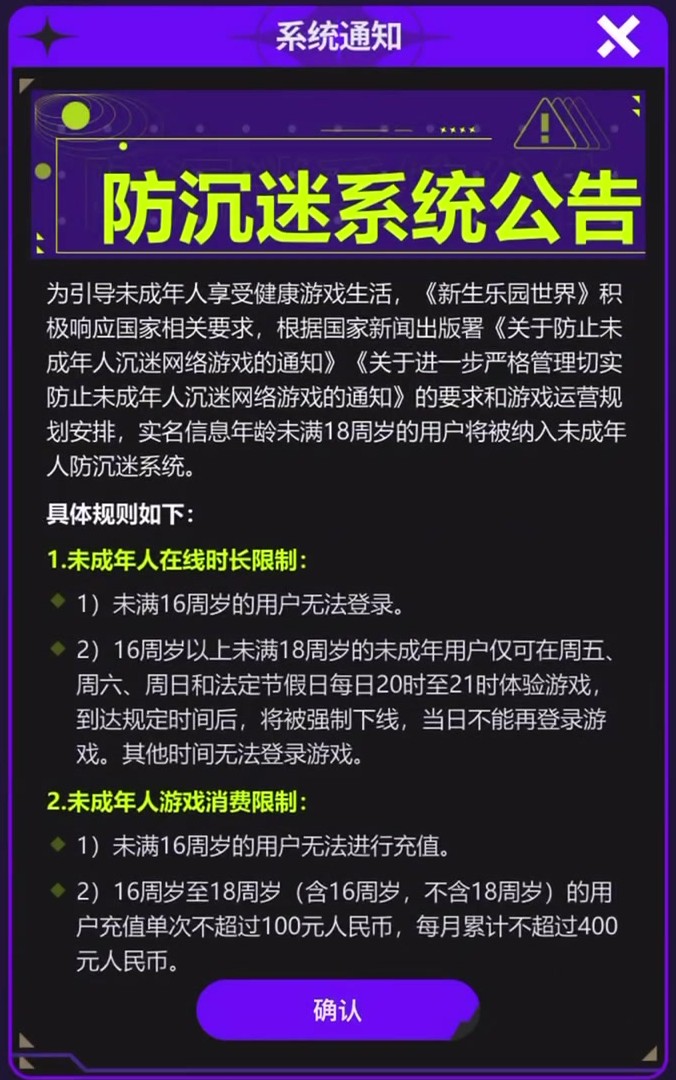 系统通知
防沉迷系统公告
为引导未成年人享受健康游戏生活，《新生乐园世界》积
极响应国家相关要求，根据国家新闻出版署《关于防止未
成年人沉迷网络游戏的通知》《关于进一步严格管理切实
防止未成年人沉迷网络游戏的通知》的要求和游戏运营规
划安排，实名信息年龄未满18周岁的用户将被纳入未成年
人防沉迷系统。
具体规则如下：
1.未成年人在线时长限制：
1）未满16周岁的用户无法登录。
2）16周岁以上未满18周岁的未成年用户仅可在周五、
周六、周日和法定节假日每日20时至21时体验游戏，
到达规定时间后，将被强制下线，当日不能再登录游
戏。其他时间无法登录游戏。
2.未成年人游戏消费限制：
1）未满16周岁的用户无法进行充值。
2）16周岁至18周岁（含16周岁，不含18周岁）的用
户充值单次不超过100元人民币，每月累计不超过400
元人民币。
确认